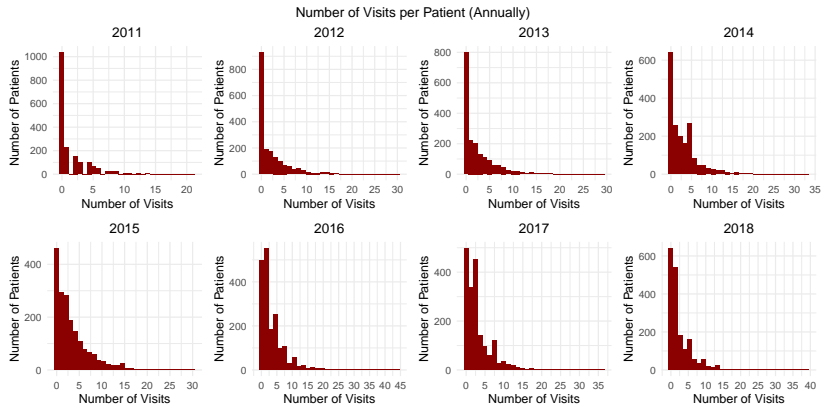 Number of Visits per Patient (Annually)
2011
2012
2013
2014
1000
800
600
400
200
0
800
600
400
200
0
800
600
400
200
0
600
400
200
0
Number of Patients
Number of Patients
Number of Patients
Number of Patients
0 5 10 15 20
0 5 10 15 20 25 30
0 5 10 15 20 25 30
0 5 10 15 20 25 30 35
Number of Visits
Number of Visits
Number of Visits
Number of Visits
2015
2016
2017
2018
400
200
0
400
200
0
400
200
0
600
400
200
0
Number of Patients
Number of Patients
Number of Patients
Number of Patients
0 5 10 15 20 25 30
0 5 10 15 20 25 30 35 40 45
0 5 10 15 20 25 30 35
0 5 10 15 20 25 30 35 40
Number of Visits
Number of Visits
Number of Visits
Number of Visits